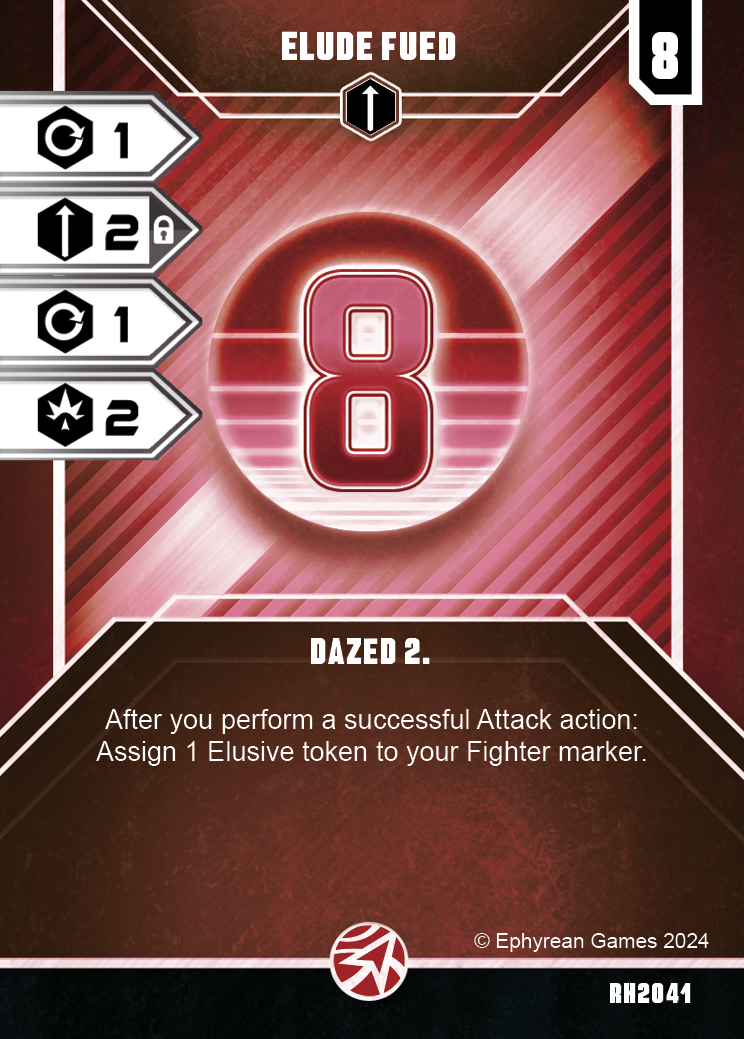 ELUDE FUED
8
1
2
1
2
8
DAZED 2.
After you perform a successful Attack action:
Assign 1 Elusive token to your Fighter marker.
© Ephyrean Games 2024
RH2041